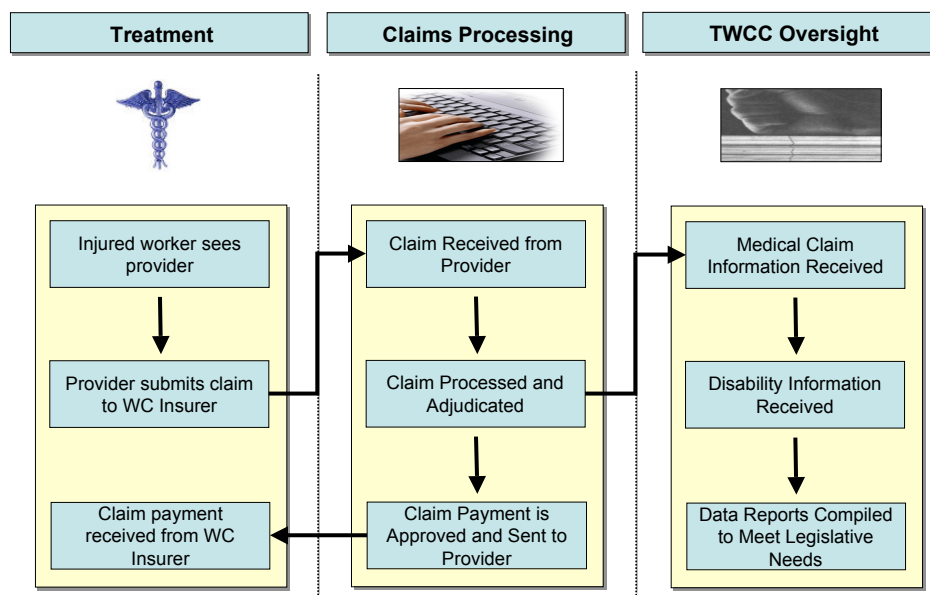 Treatment
Claims Processing
TWCC Oversight
Injured worker sees
provider
Provider submits claim
to WC Insurer
Claim payment
received from WC
Insurer
Claim Received from
Provider
Claim Processed and
Adjudicated
Claim Payment is
Approved and Sent to
Provider
Medical Claim
Information Received
Disability Information
Received
Data Reports Compiled
to Meet Legislative
Needs